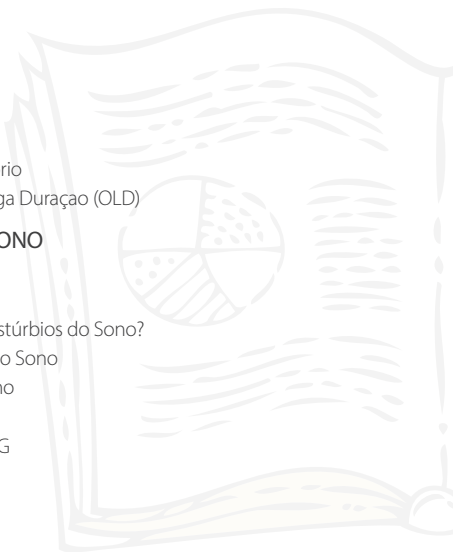 rio
ga Duraçao (OLD)
ONO
stúrbios do Sono?
o Sono
no
G